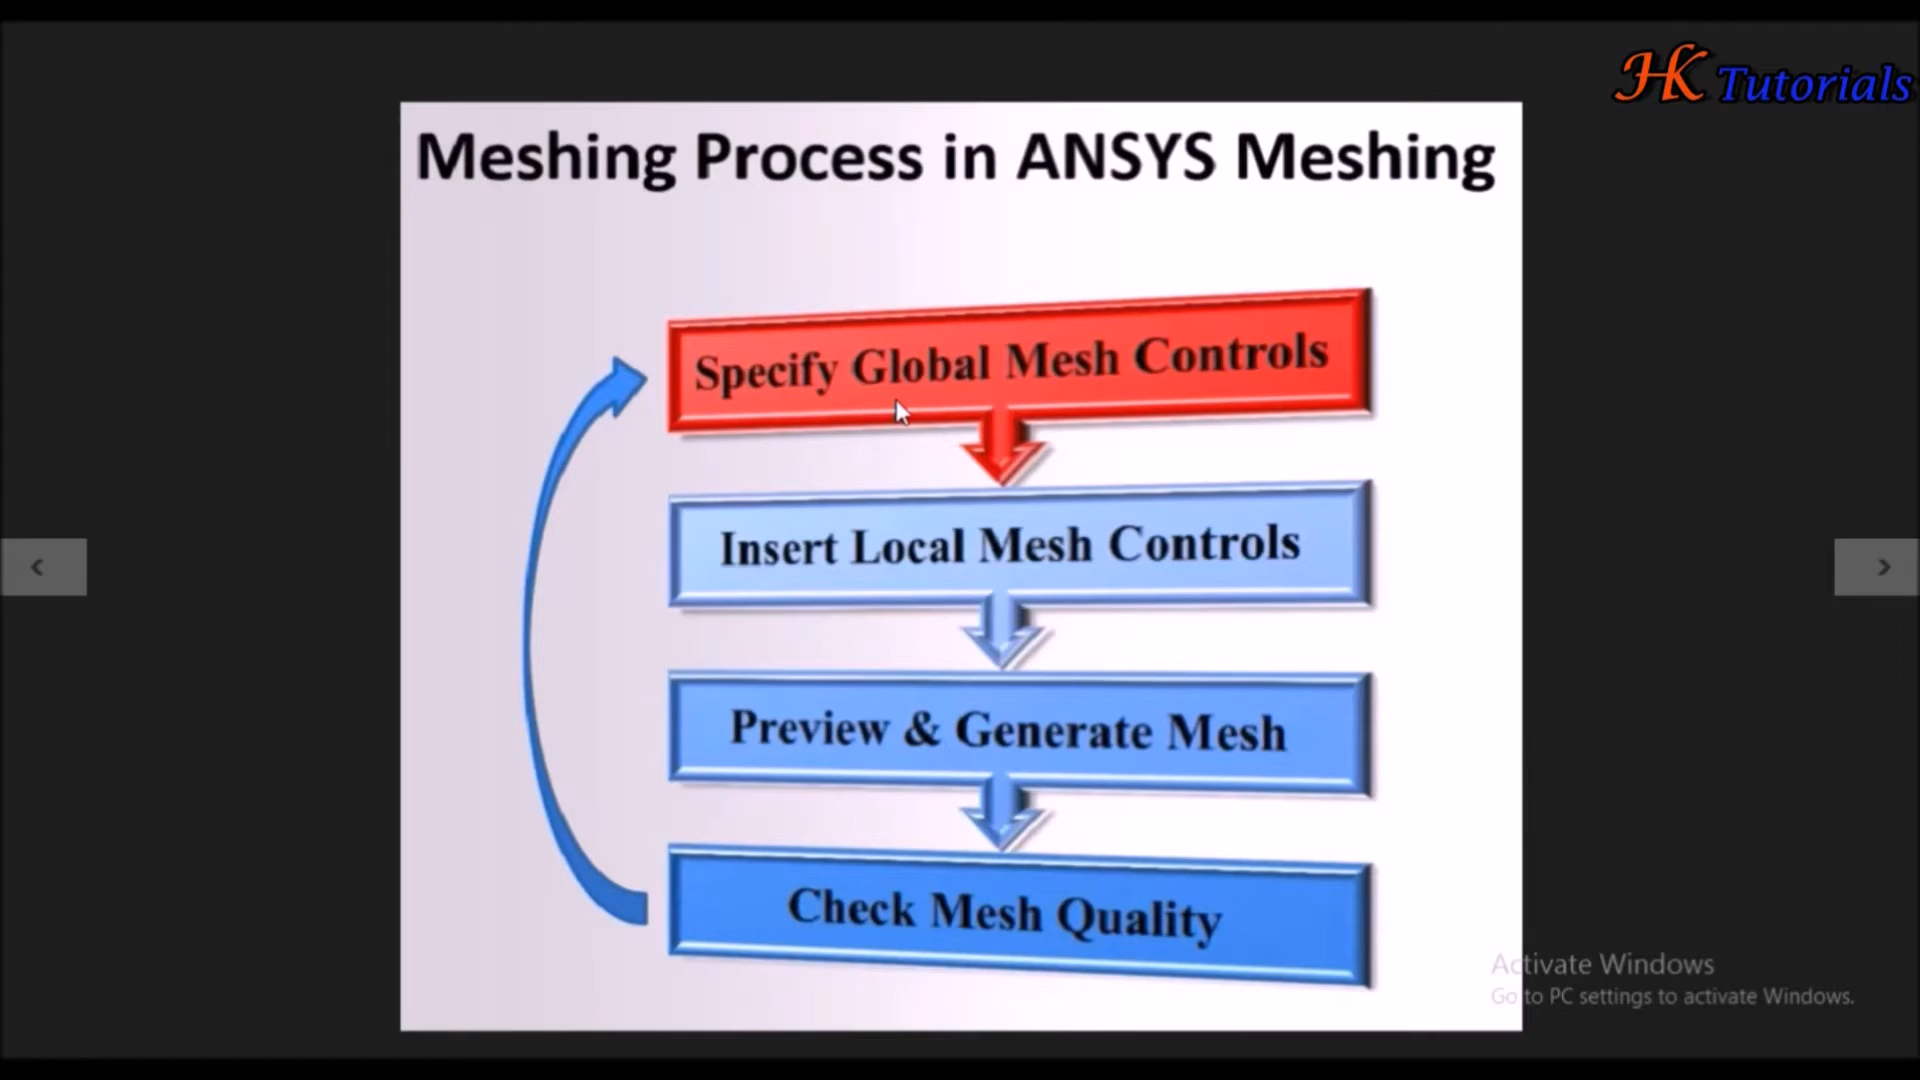 HK Tutorials
Meshing Process in ANSYS Meshing
Specify Global Mesh Controls
Insert Local Mesh Controls
Preview & Generate Mesh
Check Mesh Quality
Activate Windows
Go to PC settings to activate Windows.